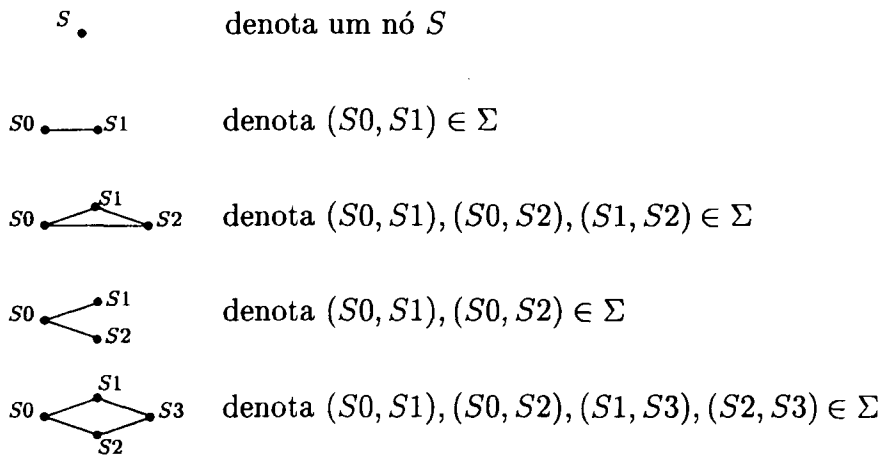 S denota um nó S
S0 S1 denota (S0, S1) ∈ Σ
S1
S0 S2 denota (S0, S1), (S0, S2), (S1, S2) ∈ Σ
S1
S0 denota (S0, S1), (S0, S2) ∈ Σ
S2
S1
S0 S3 denota (S0, S1), (S0, S2), (S1, S3), (S2, S3) ∈ Σ
S2